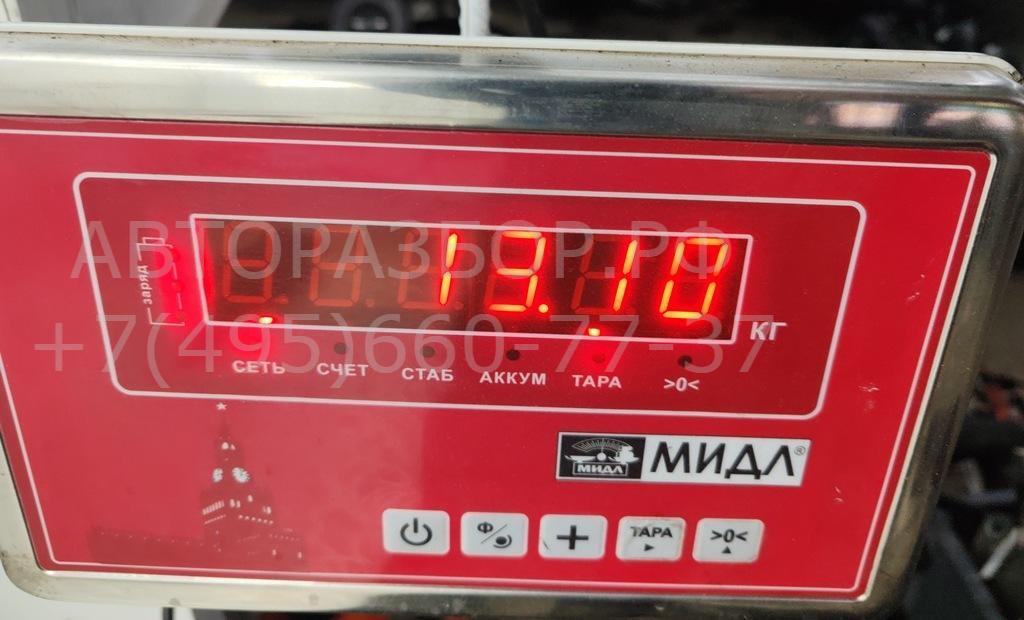 АВТОРАЗБОР.РФ
13.10
заряд
КГ
+7(495)660-77-37
СЕТЬ СЧЕТ СТАБ АККУМ ТАРА >0<
МИДЛ МИДЛ®
Ф ТАРА >0<